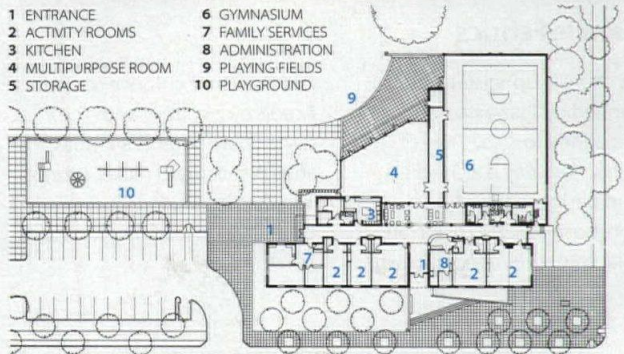 1 ENTRANCE
2 ACTIVITY ROOMS
3 KITCHEN
4 MULTIPURPOSE ROOM
5 STORAGE
6 GYMNASIUM
7 FAMILY SERVICES
8 ADMINISTRATION
9 PLAYING FIELDS
10 PLAYGROUND
9
4
5
6
10
3
1
7
2
2
2
1
8
2
2